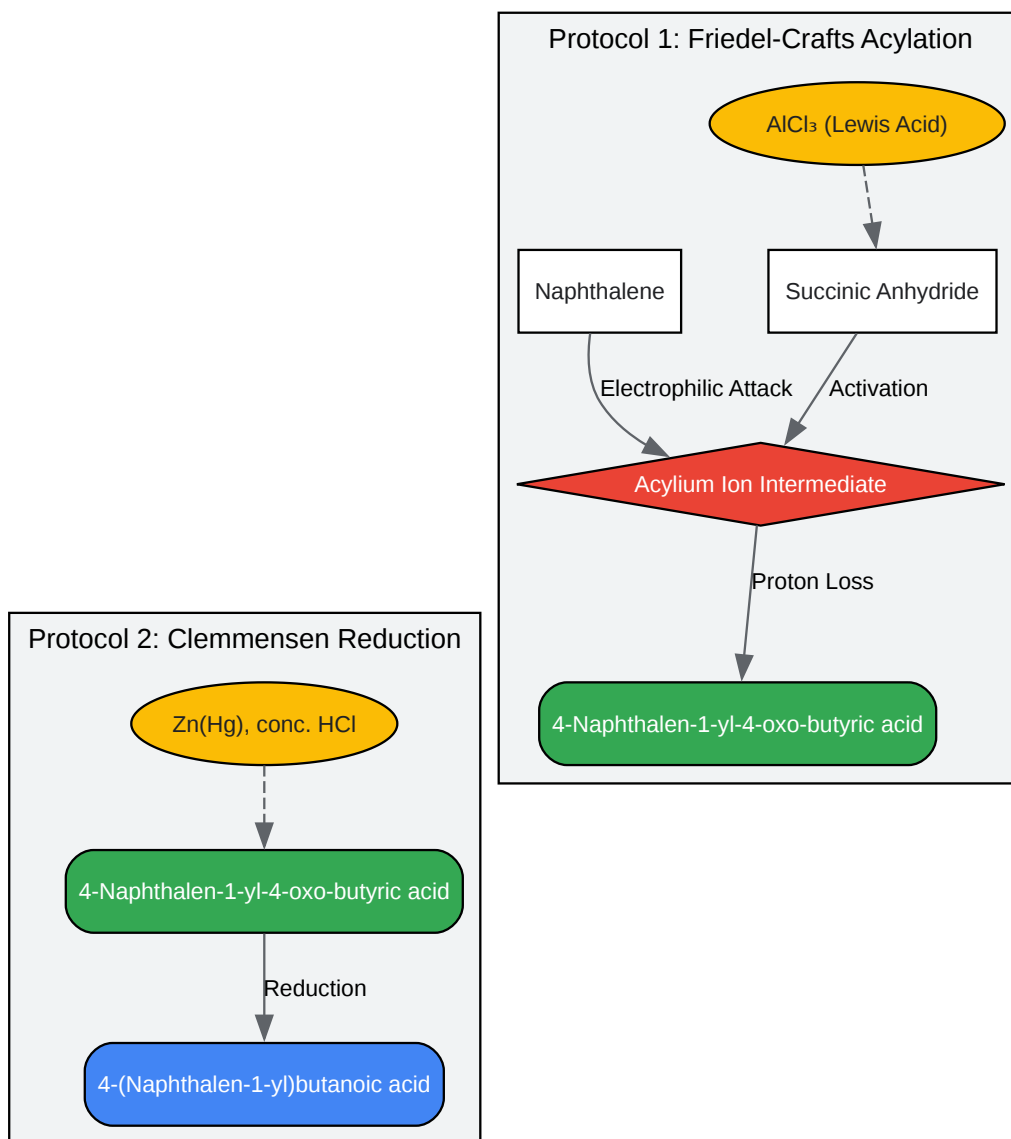 Protocol 1: Friedel-Crafts Acylation
AlCl₃ (Lewis Acid)
Naphthalene
Succinic Anhydride
Electrophilic Attack
Activation
Acylium Ion Intermediate
Proton Loss
4-Naphthalen-1-yl-4-oxo-butyric acid
Protocol 2: Clemmensen Reduction
Zn(Hg), conc. HCl
4-Naphthalen-1-yl-4-oxo-butyric acid
Reduction
4-(Naphthalen-1-yl)butanoic acid